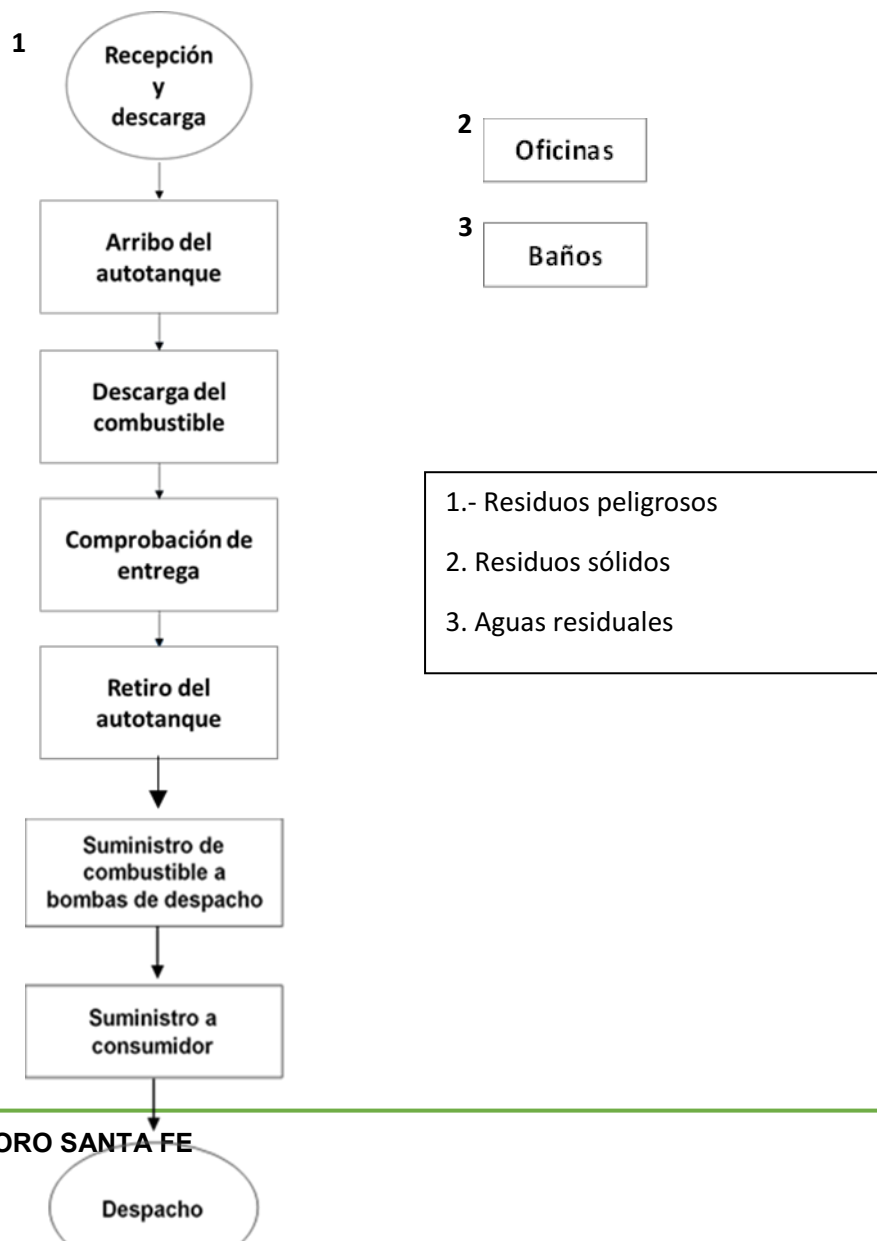 1
Recepción
y
descarga
Arribo del
autotanque
Descarga del
combustible
Comprobación de
entrega
Retiro del
autotanque
Suministro de
combustible a
bombas de despacho
Suministro a
consumidor
Despacho
2
Oficinas
3
Baños
1.- Residuos peligrosos
2. Residuos sólidos
3. Aguas residuales
ORO SANTA FE